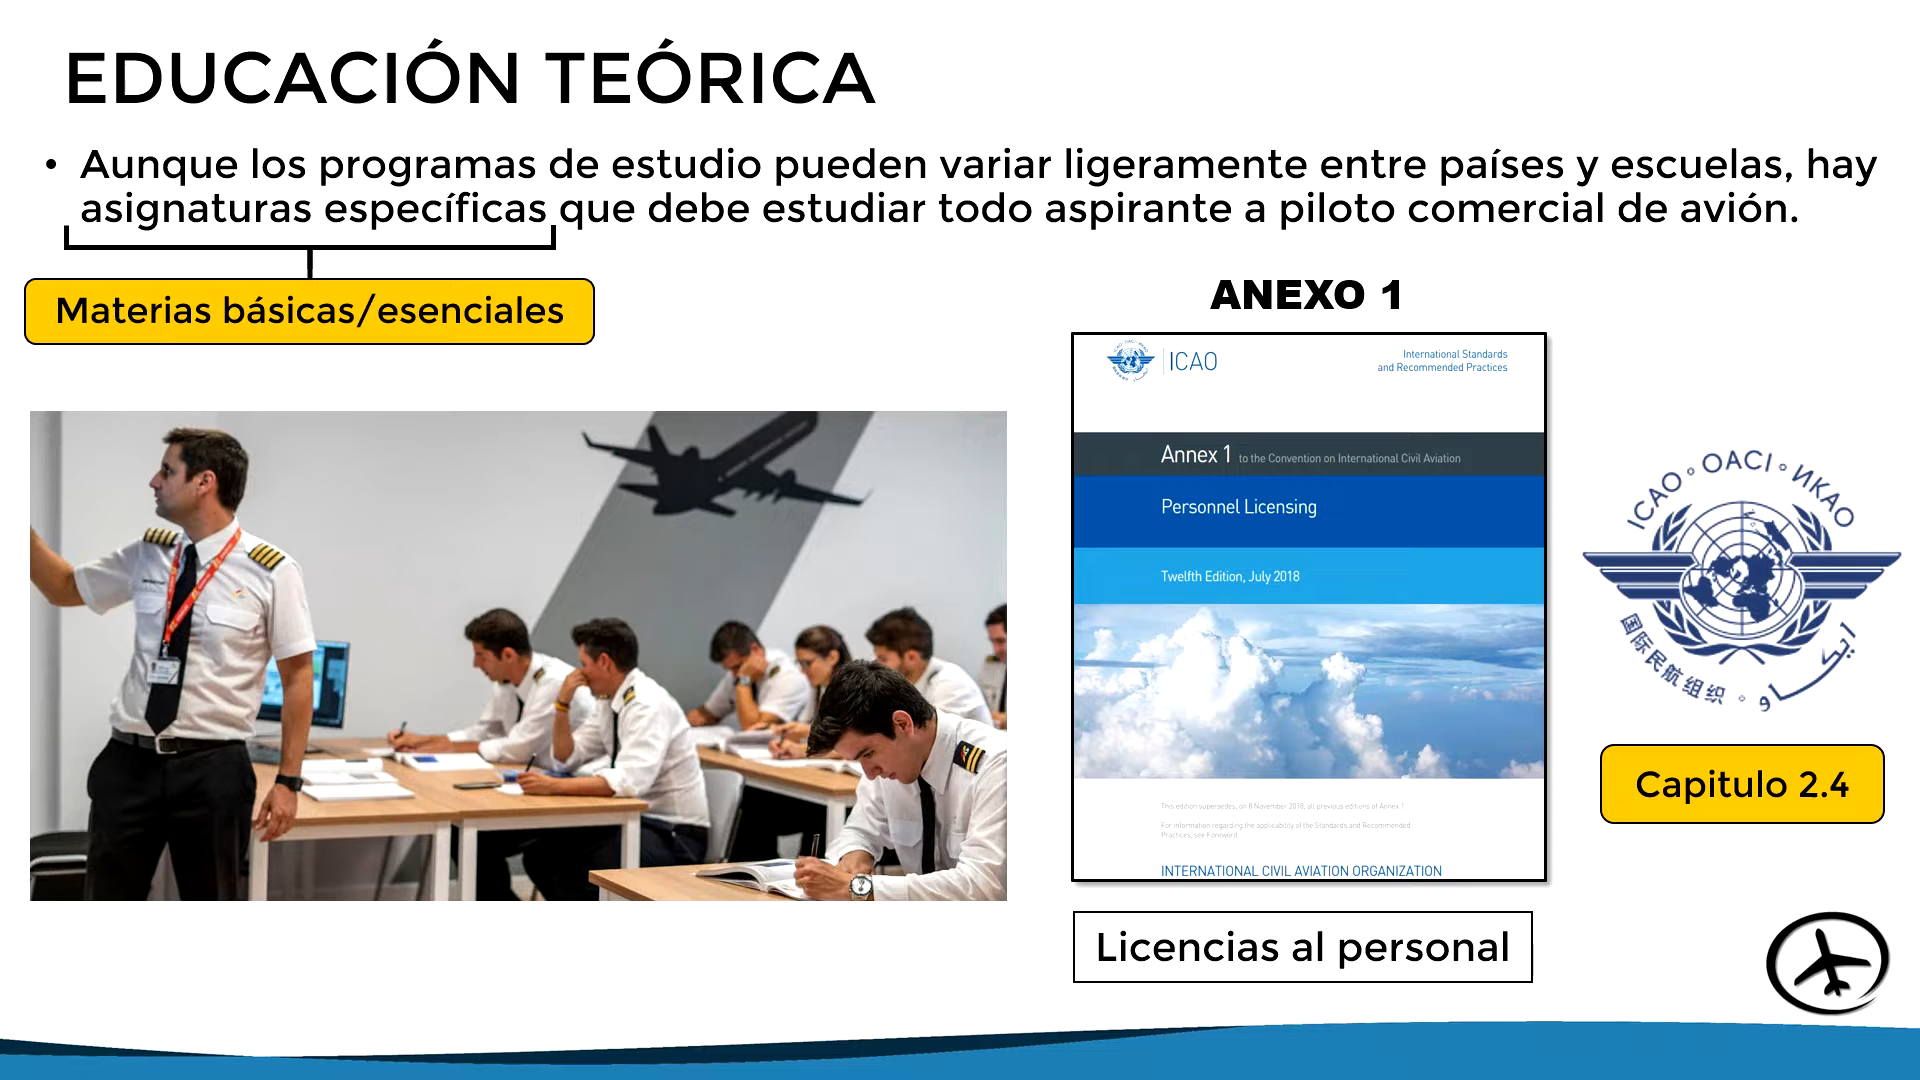 EDUCACIÓN TEÓRICA
• Aunque los programas de estudio pueden variar ligeramente entre países y escuelas, hay
asignaturas específicas que debe estudiar todo aspirante a piloto comercial de avión.
Materias básicas/esenciales
ANEXO 1
ICAO
International Standards
and Recommended Practices
Annex 1 to the Convention on International Civil Aviation
Personnel Licensing
Twelfth Edition, July 2018
This edition supersedes, on 8 November 2018, all previous editions of Annex 1.
For information regarding the applicability of the Standards and Recommended
Practices, see Foreword.
INTERNATIONAL CIVIL AVIATION ORGANIZATION
Licencias al personal
ICAO ◦ OACI ◦ ИКАО
国际民航组织 ◦ ايكاو
Capitulo 2.4